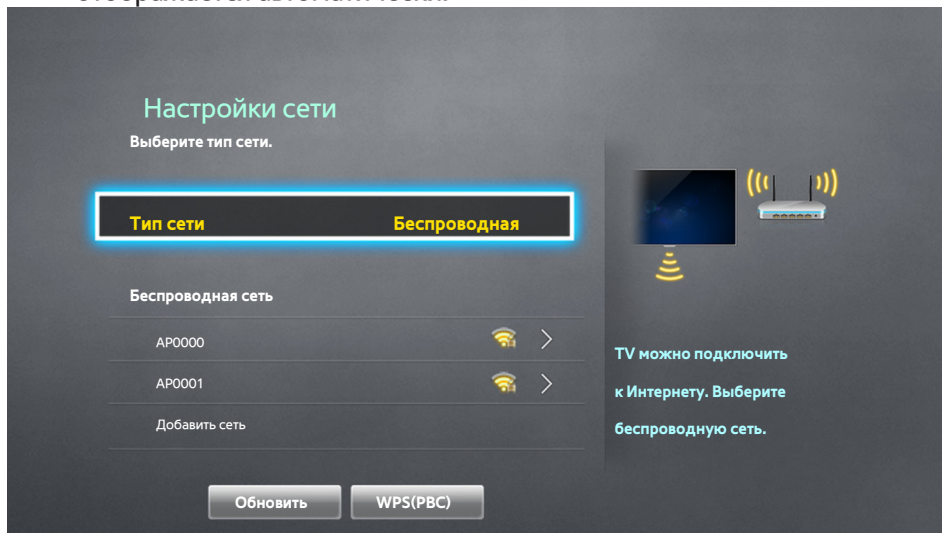 Настройки сети
Выберите тип сети.
Тип сети Беспроводная
Беспроводная сеть
AP0000
AP0001
Добавить сеть
TV можно подключить
к Интернету. Выберите
беспроводную сеть.
Обновить WPS(PBC)